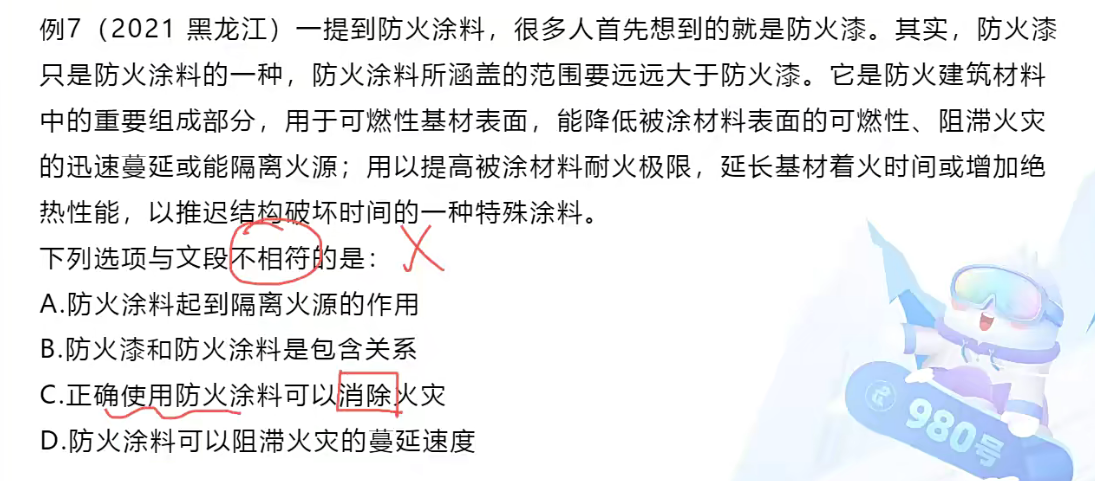 例7（2021 黑龙江）一提到防火涂料，很多人首先想到的就是防火漆。其实，防火漆
只是防火涂料的一种，防火涂料所涵盖的范围要远远大于防火漆。它是防火建筑材料
中的重要组成部分，用于可燃性基材表面，能降低被涂材料表面的可燃性、阻滞火灾
的迅速蔓延或能隔离火源；用以提高被涂材料耐火极限，延长基材着火时间或增加绝
热性能，以推迟结构破坏时间的一种特殊涂料。
下列选项与文段不相符的是：
A.防火涂料起到隔离火源的作用
B.防火漆和防火涂料是包含关系
C.正确使用防火涂料可以消除火灾
D.防火涂料可以阻滞火灾的蔓延速度
980号